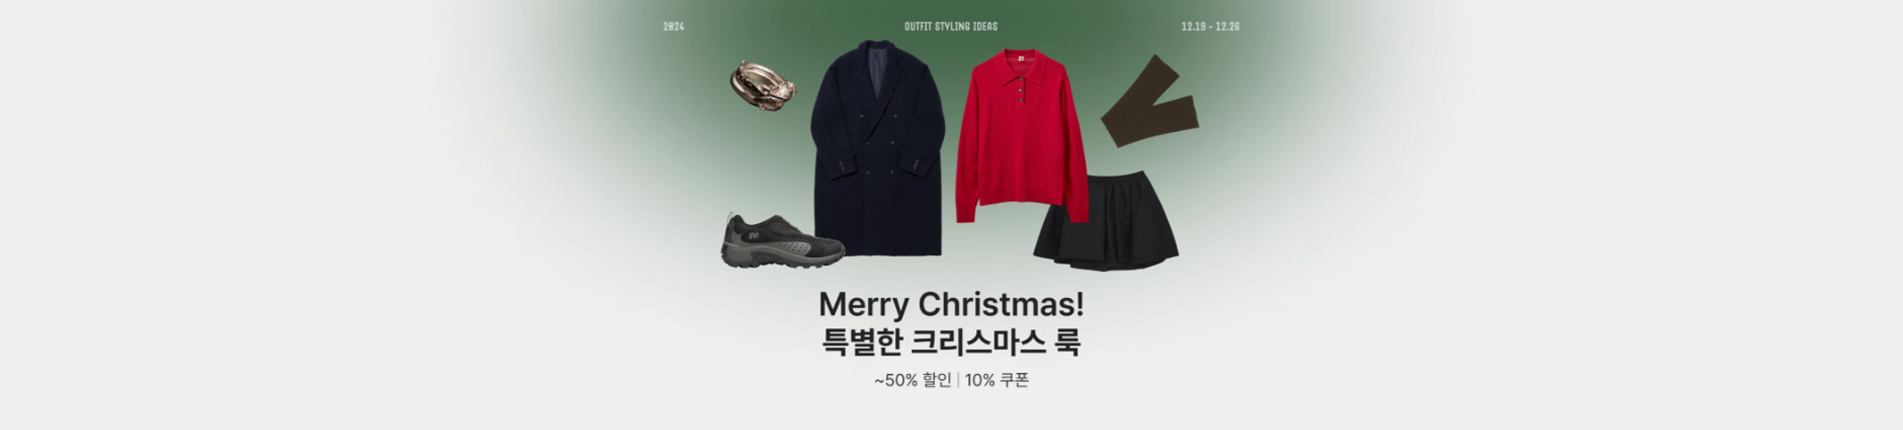 2024
OUTFIT STYLING IDEAS
12.19 - 12.26
Merry Christmas!
특별한 크리스마스 룩
~50% 할인 | 10% 쿠폰